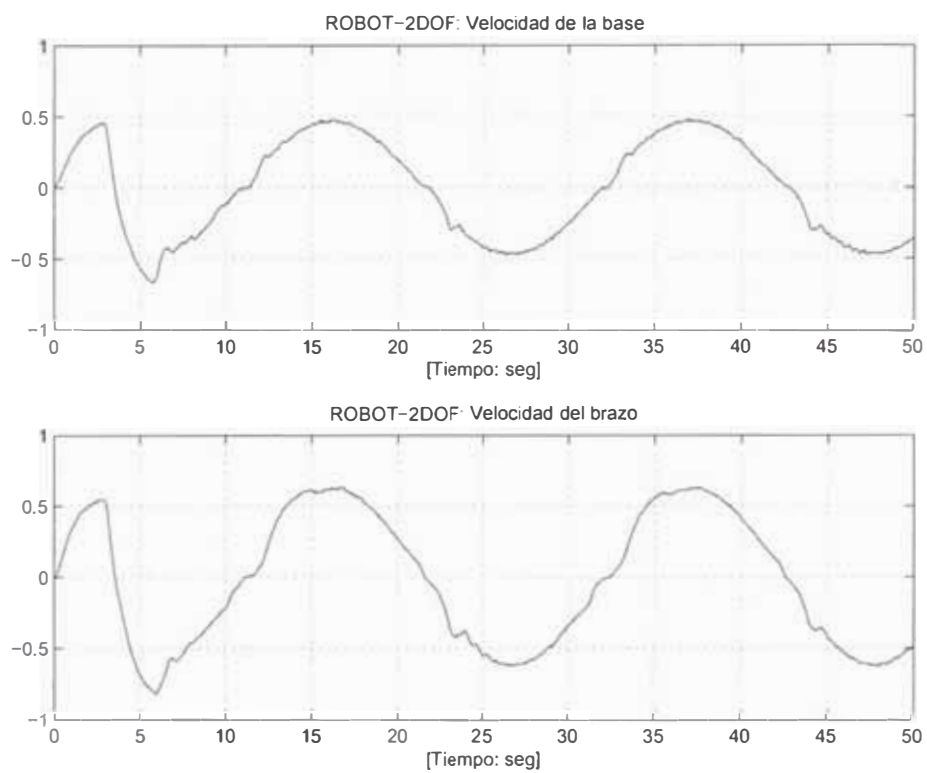 ROBOT-2DOF: Velocidad de la base
1
0.5
0
-0 5
-1
0 5 10 15 20 25 30 35 40 45 50
[Tiempo: seg]
ROBOT-2DOF: Velocidad del brazo
1
0.5
0
-0.5
-1
0 5 10 15 20 25 30 35 40 45 50
[Tiempo: seg]